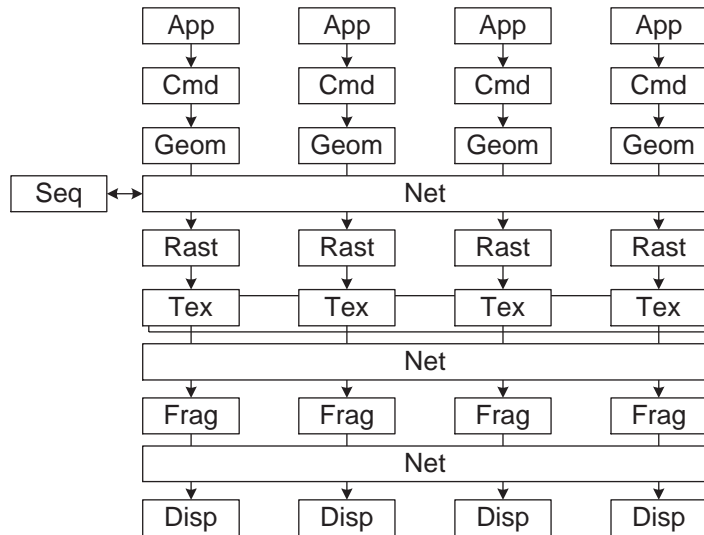 App App App App
Cmd Cmd Cmd Cmd
Geom Geom Geom Geom
Seq Net
Rast Rast Rast Rast
Tex Tex Tex Tex
Net
Frag Frag Frag Frag
Net
Disp Disp Disp Disp